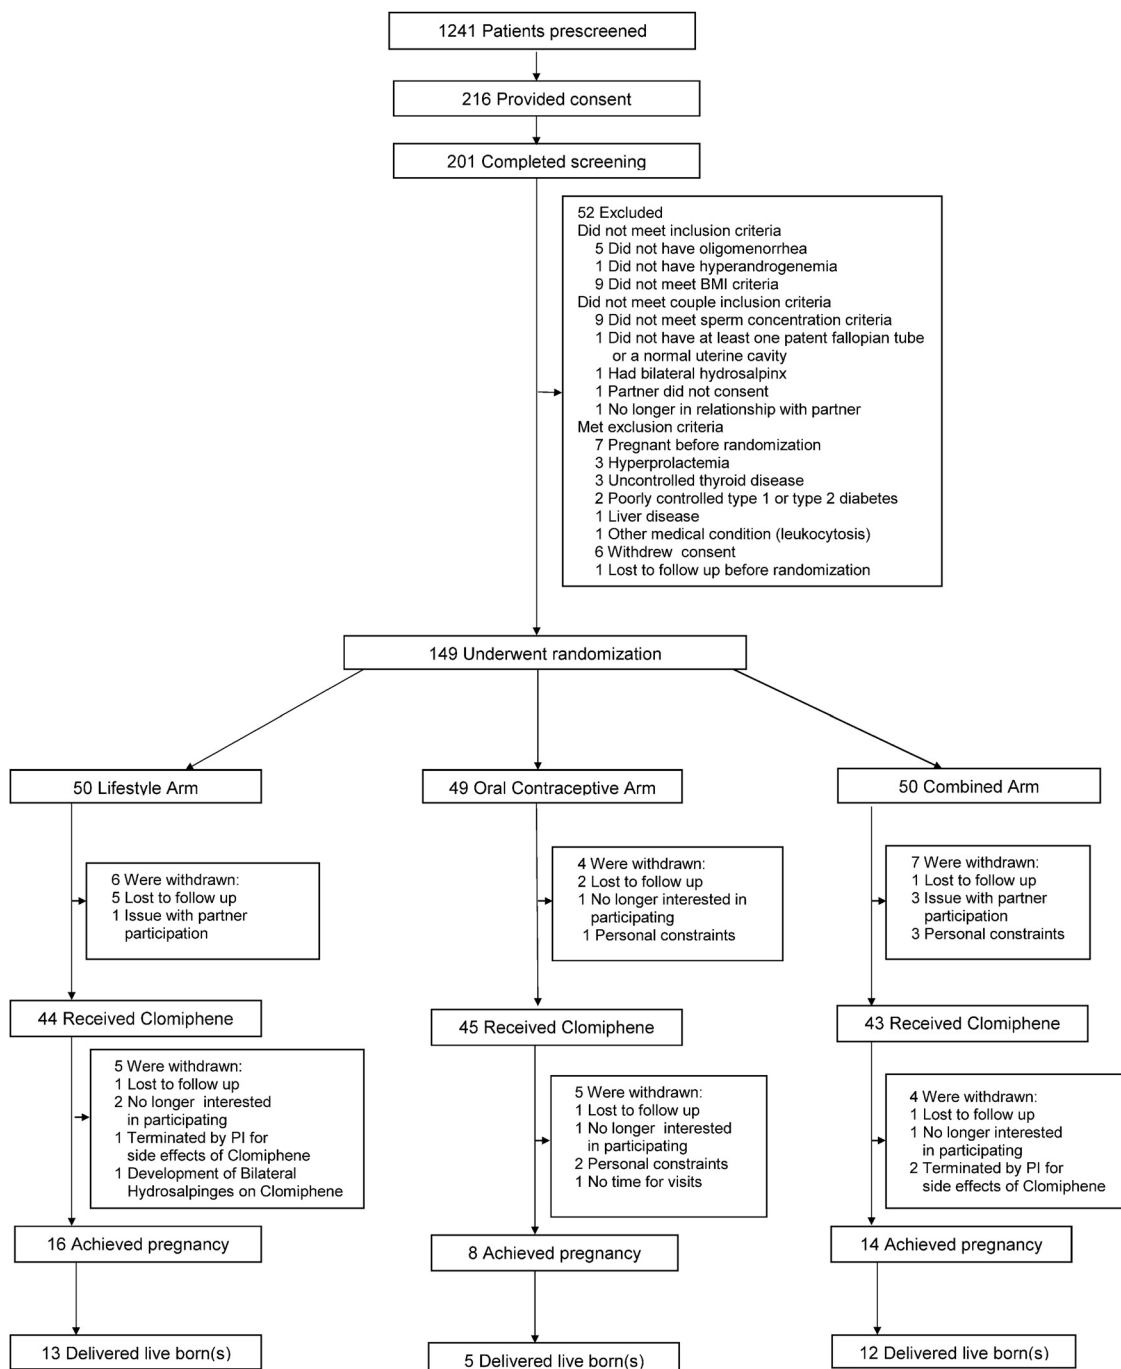 1241 Patients prescreened
216 Provided consent
201 Completed screening
52 Excluded
Did not meet inclusion criteria
5 Did not have oligomenorrhea
1 Did not have hyperandrogenemia
9 Did not meet BMI criteria
Did not meet couple inclusion criteria
9 Did not meet sperm concentration criteria
1 Did not have at least one patent fallopian tube
or a normal uterine cavity
1 Had bilateral hydrosalpinx
1 Partner did not consent
1 No longer in relationship with partner
Met exclusion criteria
7 Pregnant before randomization
3 Hyperprolactemia
3 Uncontrolled thyroid disease
2 Poorly controlled type 1 or type 2 diabetes
1 Liver disease
1 Other medical condition (leukocytosis)
6 Withdrew consent
1 Lost to follow up before randomization
149 Underwent randomization
50 Lifestyle Arm
6 Were withdrawn:
5 Lost to follow up
1 Issue with partner
participation
44 Received Clomiphene
5 Were withdrawn:
1 Lost to follow up
2 No longer interested
in participating
1 Terminated by PI for
side effects of Clomiphene
1 Development of Bilateral
Hydrosalpinges on Clomiphene
16 Achieved pregnancy
13 Delivered live born(s)
49 Oral Contraceptive Arm
4 Were withdrawn:
2 Lost to follow up
1 No longer interested in
participating
1 Personal constraints
45 Received Clomiphene
5 Were withdrawn:
1 Lost to follow up
1 No longer interested
in participating
2 Personal constraints
1 No time for visits
8 Achieved pregnancy
5 Delivered live born(s)
50 Combined Arm
7 Were withdrawn:
1 Lost to follow up
3 Issue with partner
participation
3 Personal constraints
43 Received Clomiphene
4 Were withdrawn:
1 Lost to follow up
1 No longer interested
in participating
2 Terminated by PI for
side effects of Clomiphene
14 Achieved pregnancy
12 Delivered live born(s)